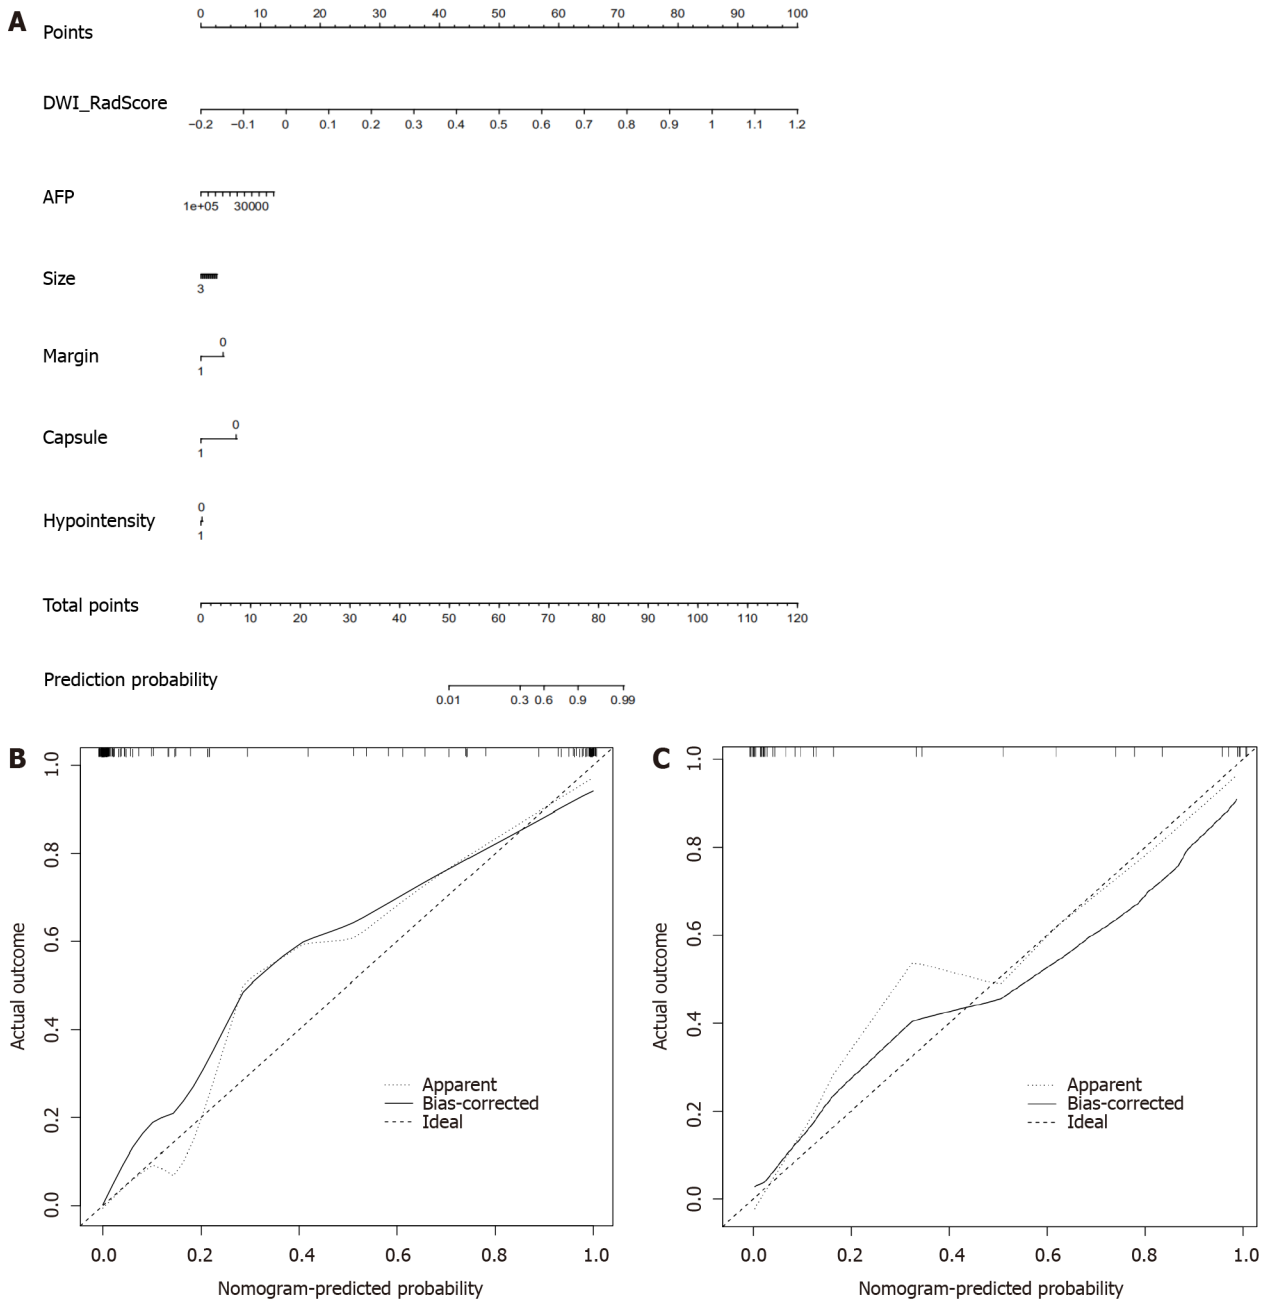 A
Points
0 10 20 30 40 50 60 70 80 90 100
DWI_RadScore
−0.2 −0.1 0 0.1 0.2 0.3 0.4 0.5 0.6 0.7 0.8 0.9 1 1.1 1.2
AFP
1e+05 30000
Size
3
Margin
0
1
Capsule
0
1
Hypointensity
0
1
Total points
0 10 20 30 40 50 60 70 80 90 100 110 120
Prediction probability
0.01 0.3 0.6 0.9 0.99
B
1.0
0.8
0.6
0.4
0.2
0.0
Actual outcome
Apparent
Bias-corrected
Ideal
0.0 0.2 0.4 0.6 0.8 1.0
Nomogram-predicted probability
C
1.0
0.8
0.6
0.4
0.2
0.0
Actual outcome
Apparent
Bias-corrected
Ideal
0.0 0.2 0.4 0.6 0.8 1.0
Nomogram-predicted probability